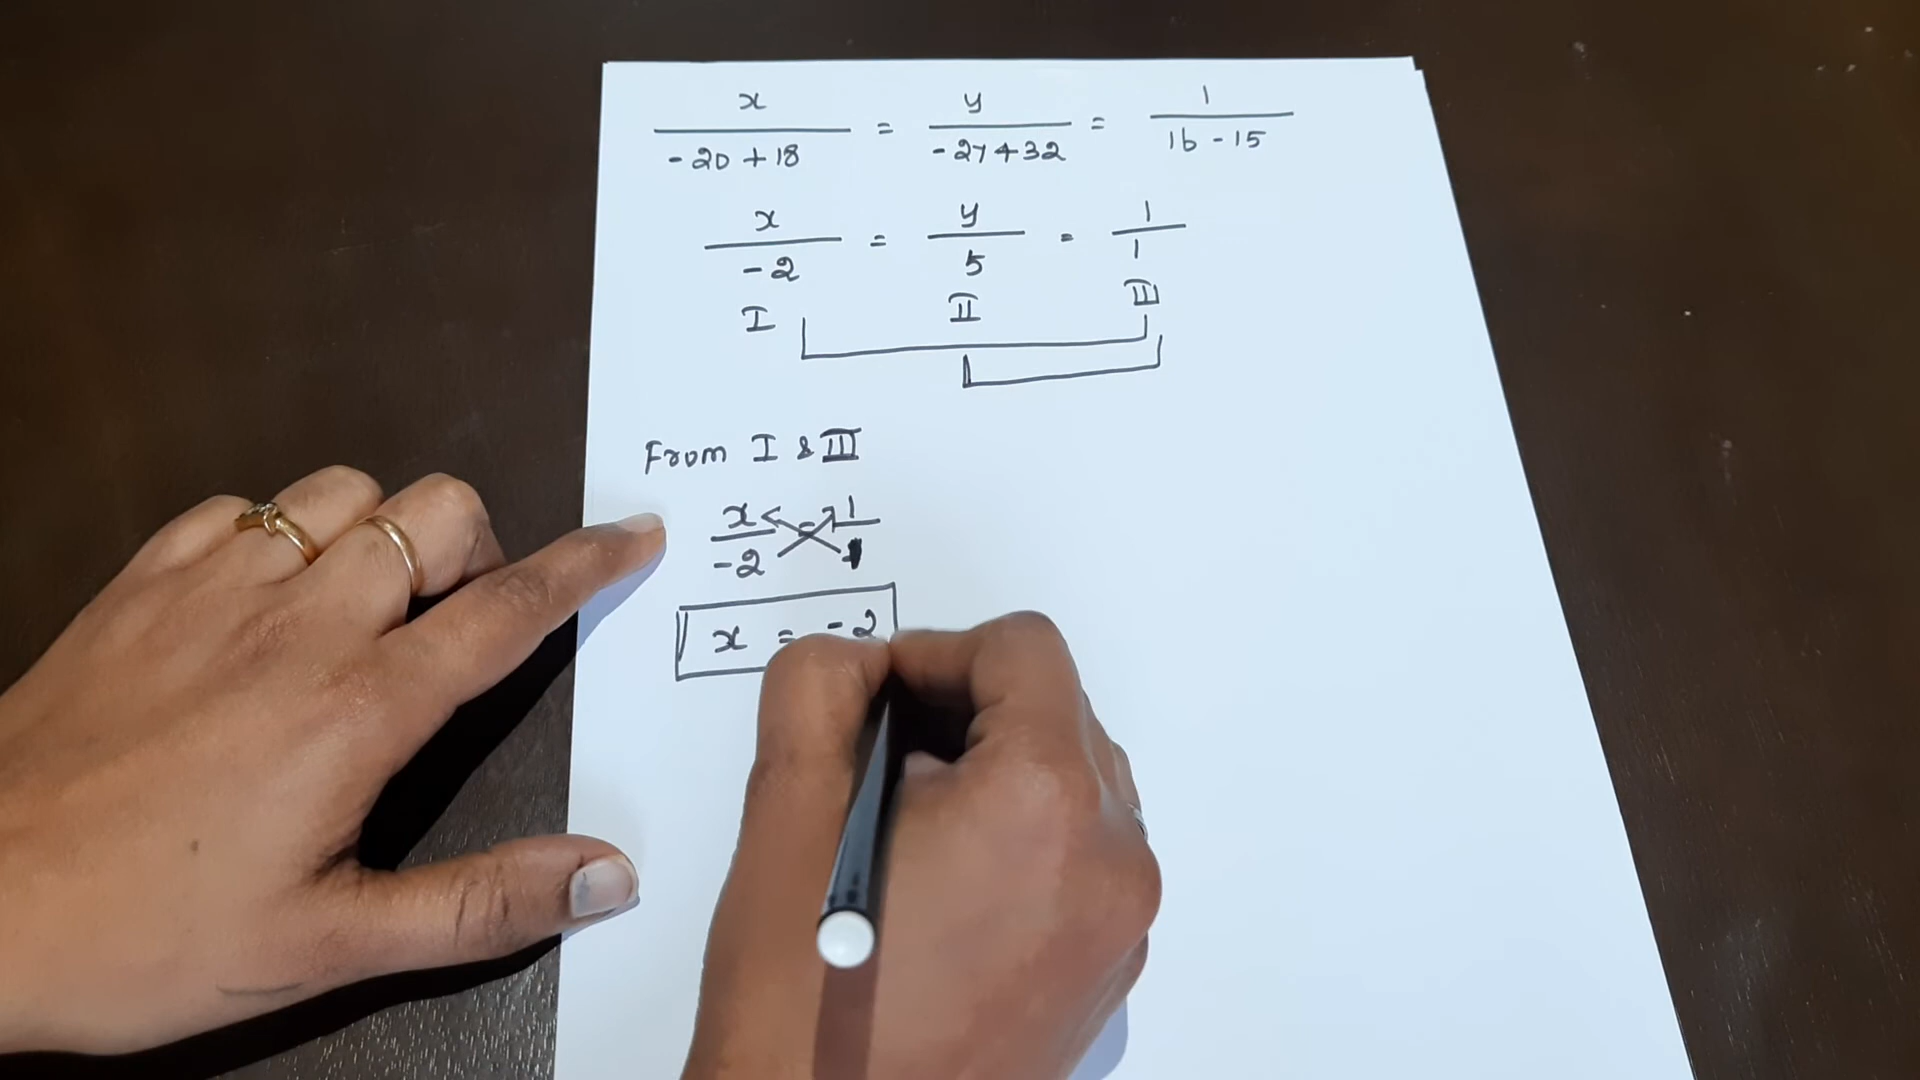 x/(-20+18) = y/(-27+32) = 1/(16-15)
x/-2 = y/5 = 1/1
I II III
From I & III
x/-2 = 1/1
x = -2